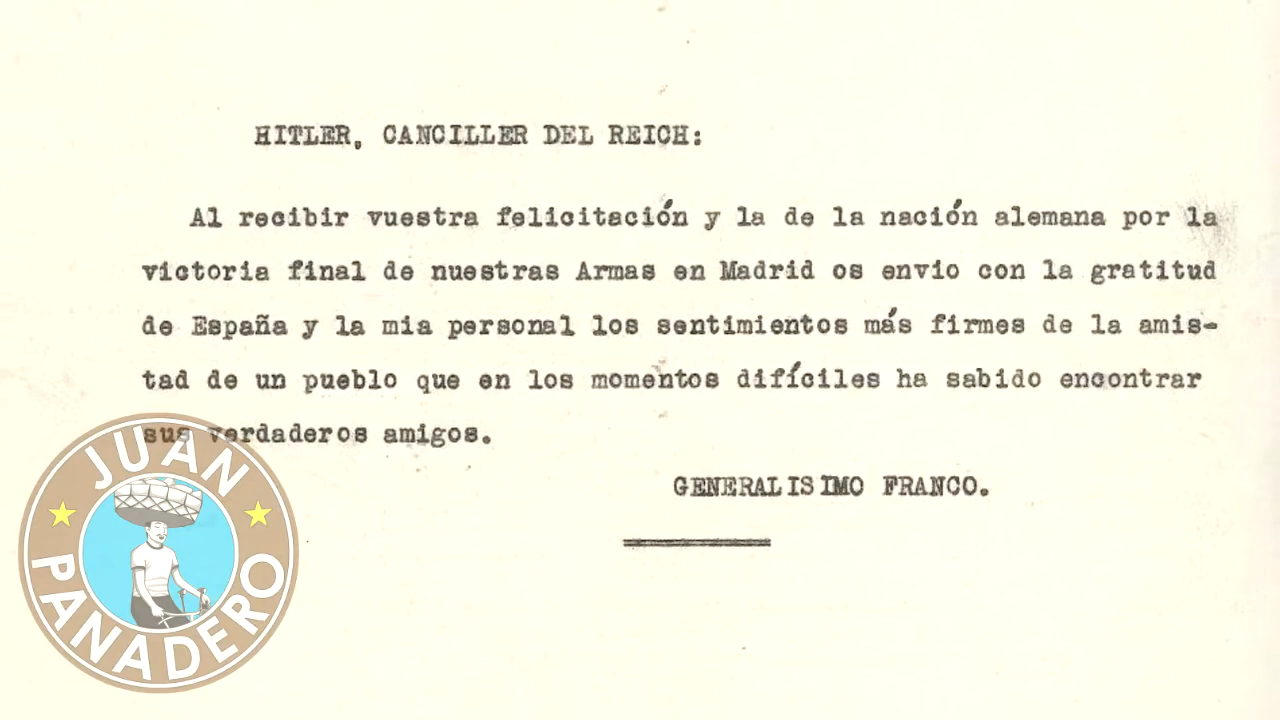 HITLER, CANCILLER DEL REICH:
Al recibir vuestra felicitación y la de la nación alemana por la
victoria final de nuestras Armas en Madrid os envio con la gratitud
de España y la mia personal los sentimientos más firmes de la amis-
tad de un pueblo que en los momentos difíciles ha sabido encontrar
sus verdaderos amigos.
GENERALISIMO FRANCO.
JUAN
PANADERO